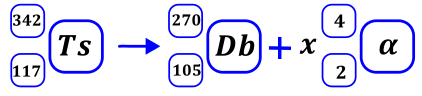 342 117 Ts → 270 105 Db + x 4 2 α